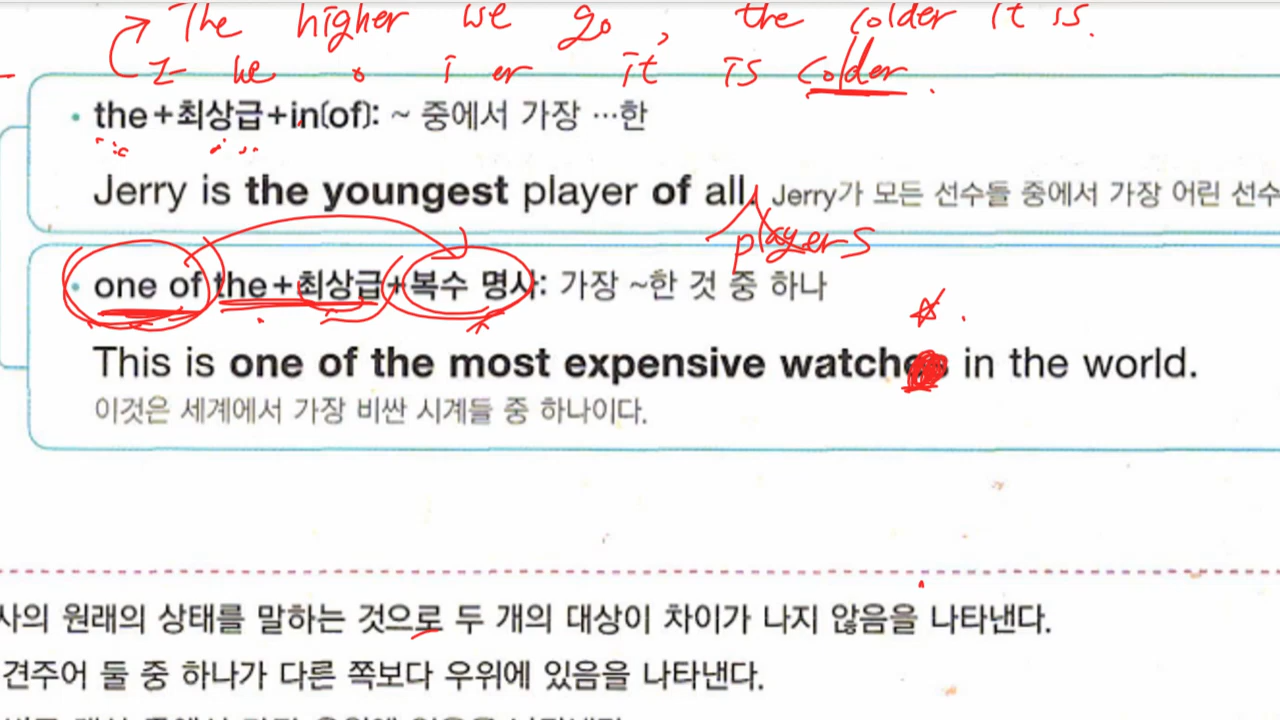 The higher we go, the colder it is.
it is colder.
• the+최상급+in(of): ~ 중에서 가장 …한
Jerry is the youngest player of all. Jerry가 모든 선수들 중에서 가장 어린 선수
players
• one of the+최상급+복수 명사: 가장 ~한 것 중 하나
This is one of the most expensive watches in the world.
이것은 세계에서 가장 비싼 시계들 중 하나이다.
사의 원래의 상태를 말하는 것으로 두 개의 대상이 차이가 나지 않음을 나타낸다.
견주어 둘 중 하나가 다른 쪽보다 우위에 있음을 나타낸다.